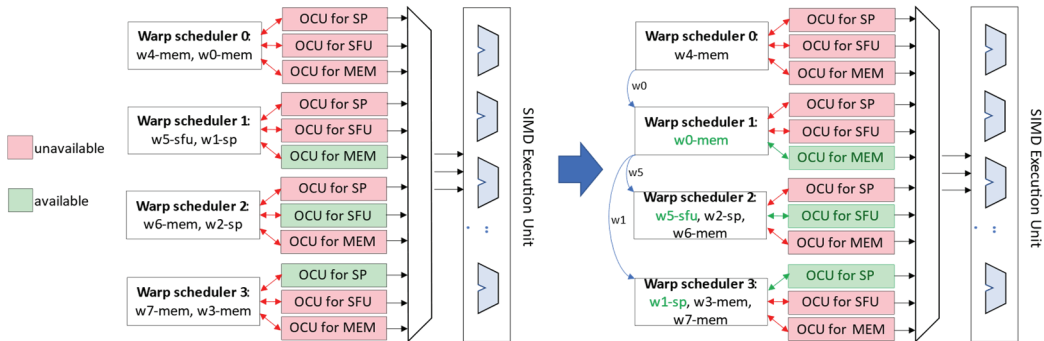 unavailable
available
Warp scheduler 0:
w4-mem, w0-mem
OCU for SP
OCU for SFU
OCU for MEM
Warp scheduler 1:
w5-sfu, w1-sp
OCU for SP
OCU for SFU
OCU for MEM
Warp scheduler 2:
w6-mem, w2-sp
OCU for SP
OCU for SFU
OCU for MEM
Warp scheduler 3:
w7-mem, w3-mem
OCU for SP
OCU for SFU
OCU for MEM
SIMD Execution Unit
Warp scheduler 0:
w4-mem
OCU for SP
OCU for SFU
OCU for MEM
w0
Warp scheduler 1:
w0-mem
OCU for SP
OCU for SFU
OCU for MEM
w5
w1
Warp scheduler 2:
w5-sfu, w2-sp,
w6-mem
OCU for SP
OCU for SFU
OCU for MEM
Warp scheduler 3:
w1-sp, w3-mem,
w7-mem
OCU for SP
OCU for SFU
OCU for MEM
SIMD Execution Unit